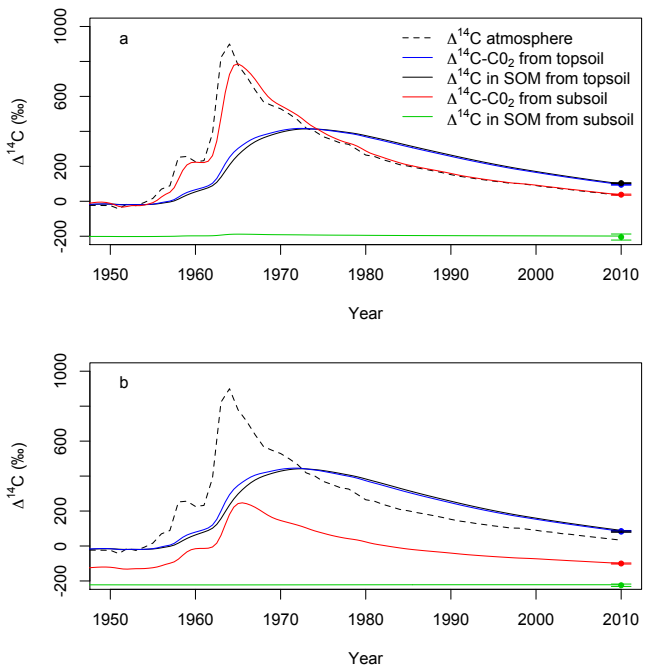 a
Δ¹⁴C atmosphere
Δ¹⁴C-C0₂ from topsoil
Δ¹⁴C in SOM from topsoil
Δ¹⁴C-C0₂ from subsoil
Δ¹⁴C in SOM from subsoil
Δ¹⁴C (‰)
1000
600
200
0
-200
1950 1960 1970 1980 1990 2000 2010
Year
b
Δ¹⁴C (‰)
1000
600
200
0
-200
1950 1960 1970 1980 1990 2000 2010
Year